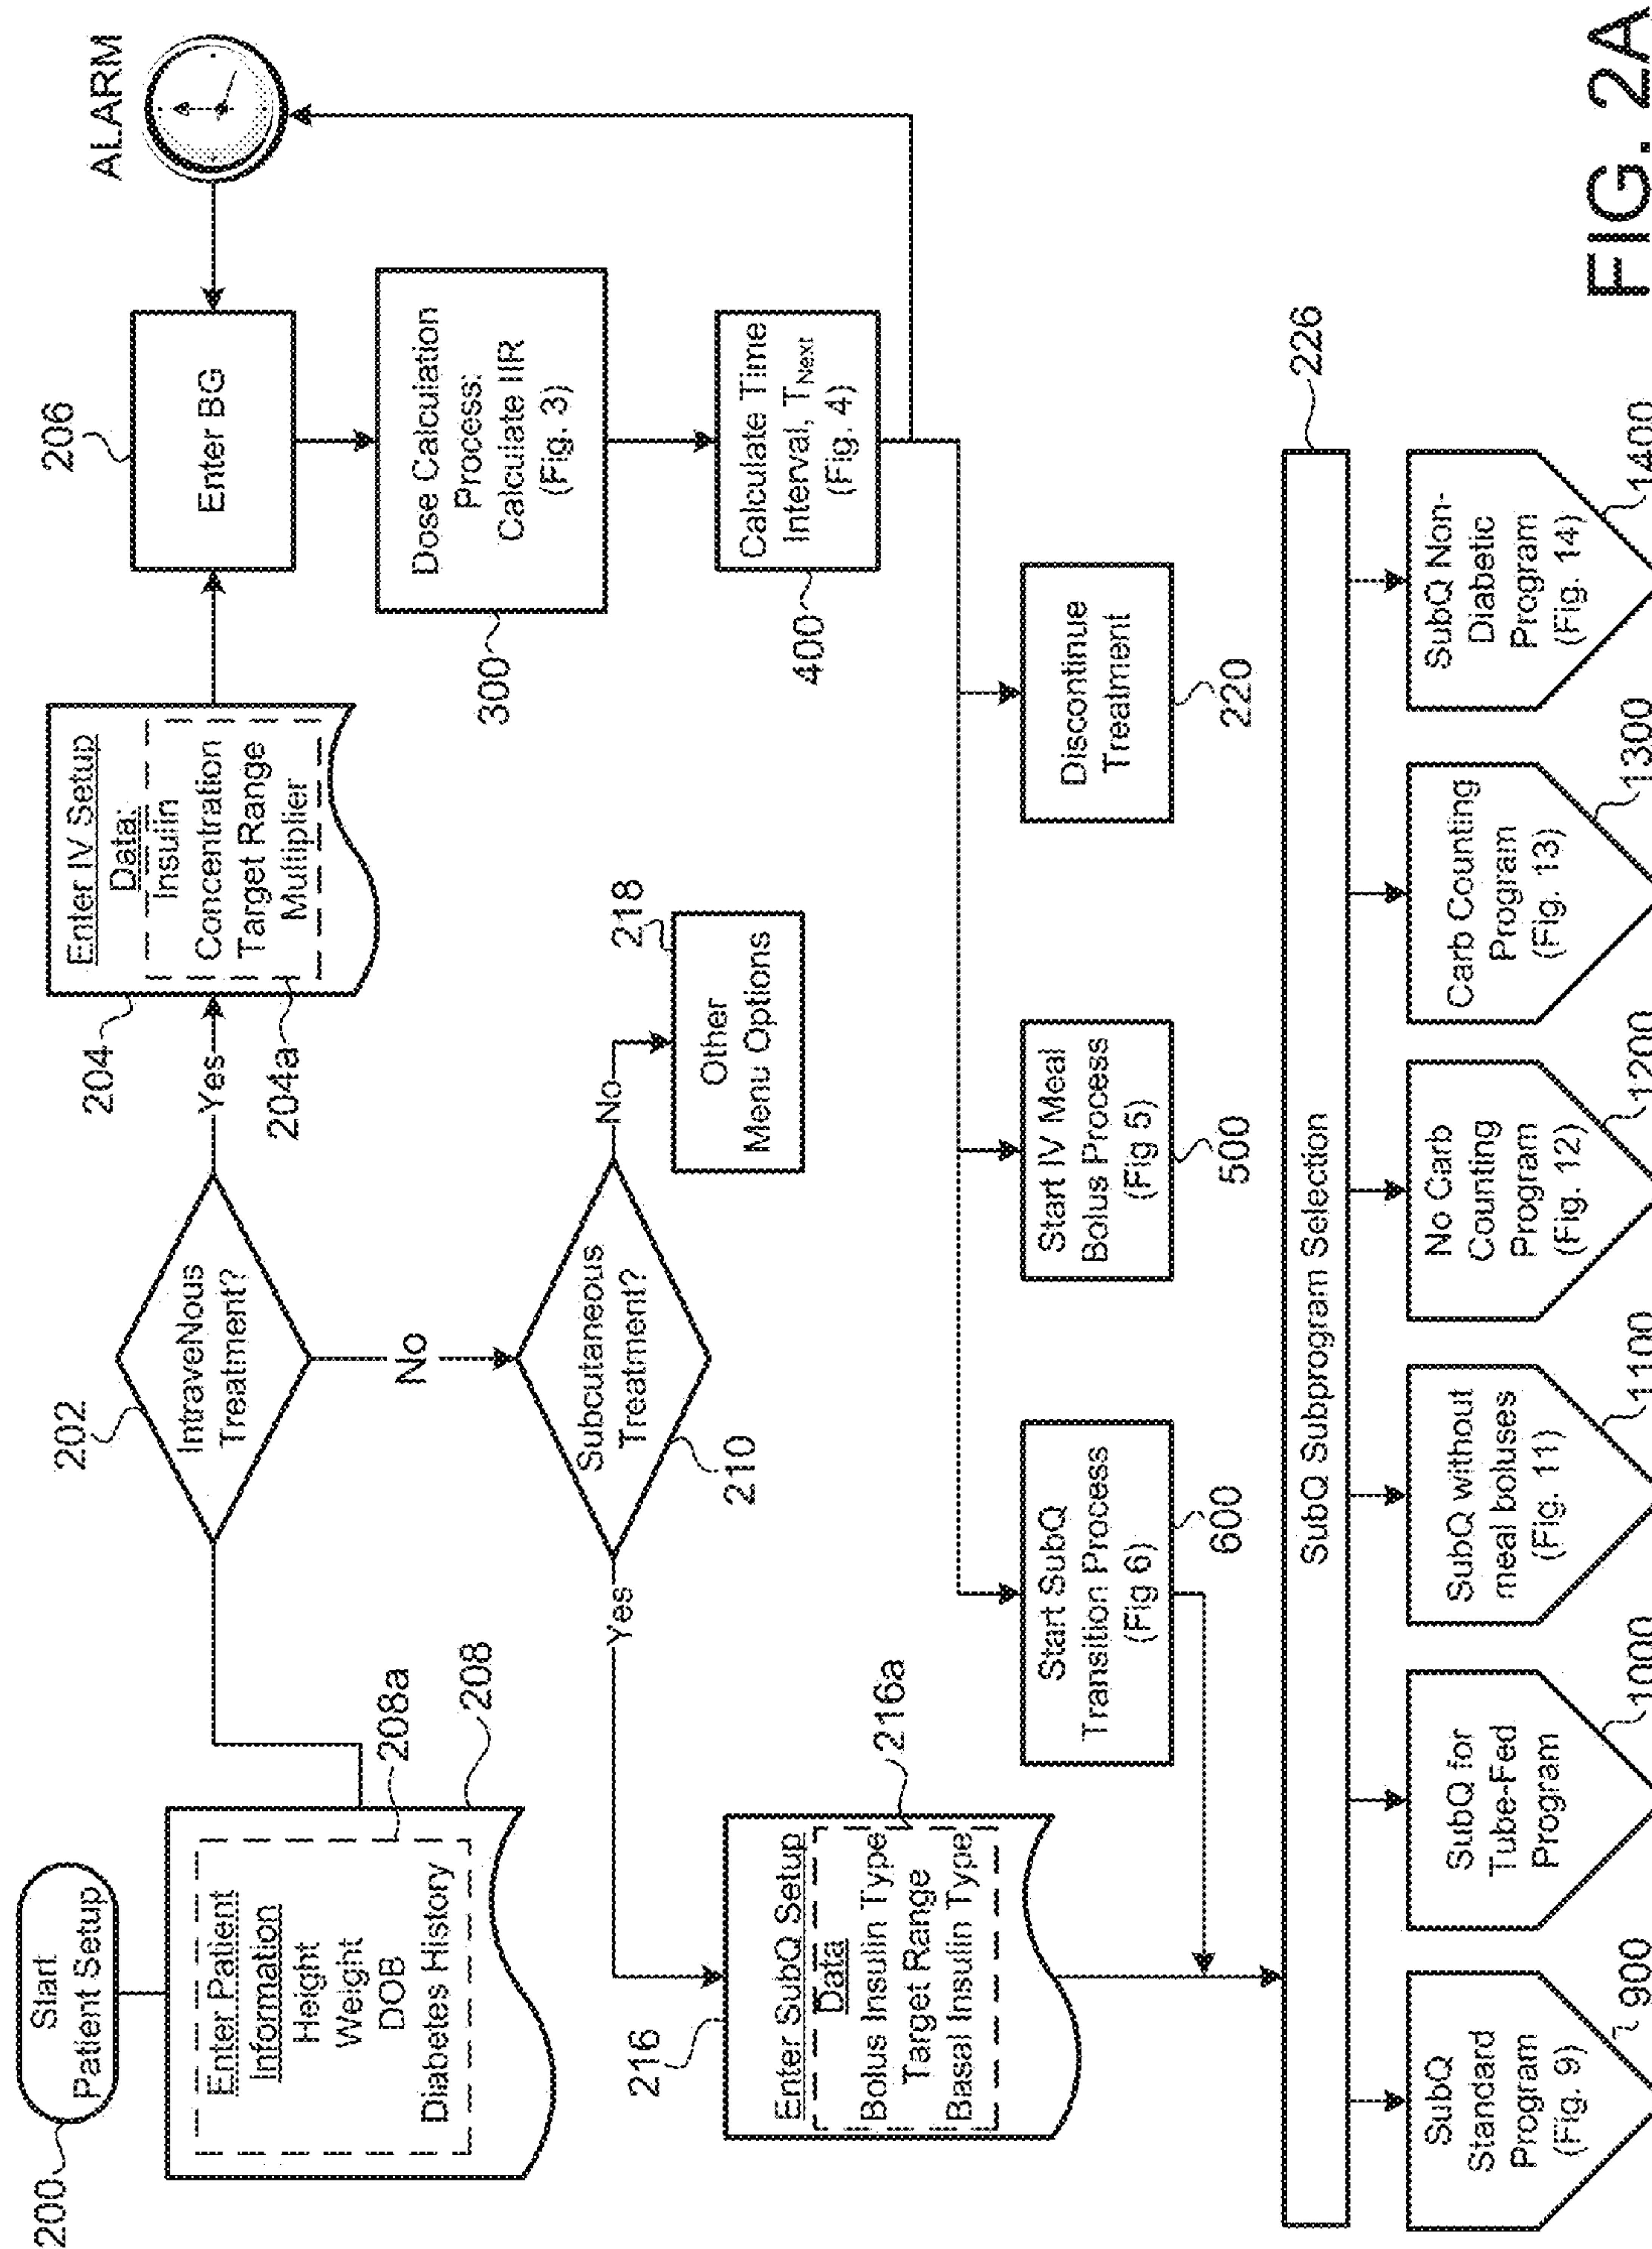 200
Start
Patient Setup
Enter Patient
Information
Height
Weight
DOB
Diabetes History
208a
208
202
IntraveNous
Treatment?
Yes
No
204
204a
Enter IV Setup
Data:
Insulin
Concentration
Target Range
Multiplier
206
Enter BG
ALARM
300
Dose Calculation
Process:
Calculate IIR
(Fig. 3)
400
Calculate Time
Interval, TNext
(Fig. 4)
210
Subcutaneous
Treatment?
Yes
No
218
Other
Menu Options
216
Enter SubQ Setup
Data
Bolus Insulin Type
Target Range
Basal Insulin Type
216a
Start SubQ
Transition Process
(Fig 6)
600
Start IV Meal
Bolus Process
(Fig 5)
500
Discontinue
Treatment
220
226
SubQ Subprogram Selection
SubQ
Standard
Program
(Fig. 9)
900
SubQ for
Tube-Fed
Program
1000
SubQ without
meal boluses
(Fig. 11)
1100
No Carb
Counting
Program
(Fig. 12)
1200
Carb Counting
Program
(Fig. 13)
1300
SubQ Non-
Diabetic
Program
(Fig. 14)
1400
FIG. 2A